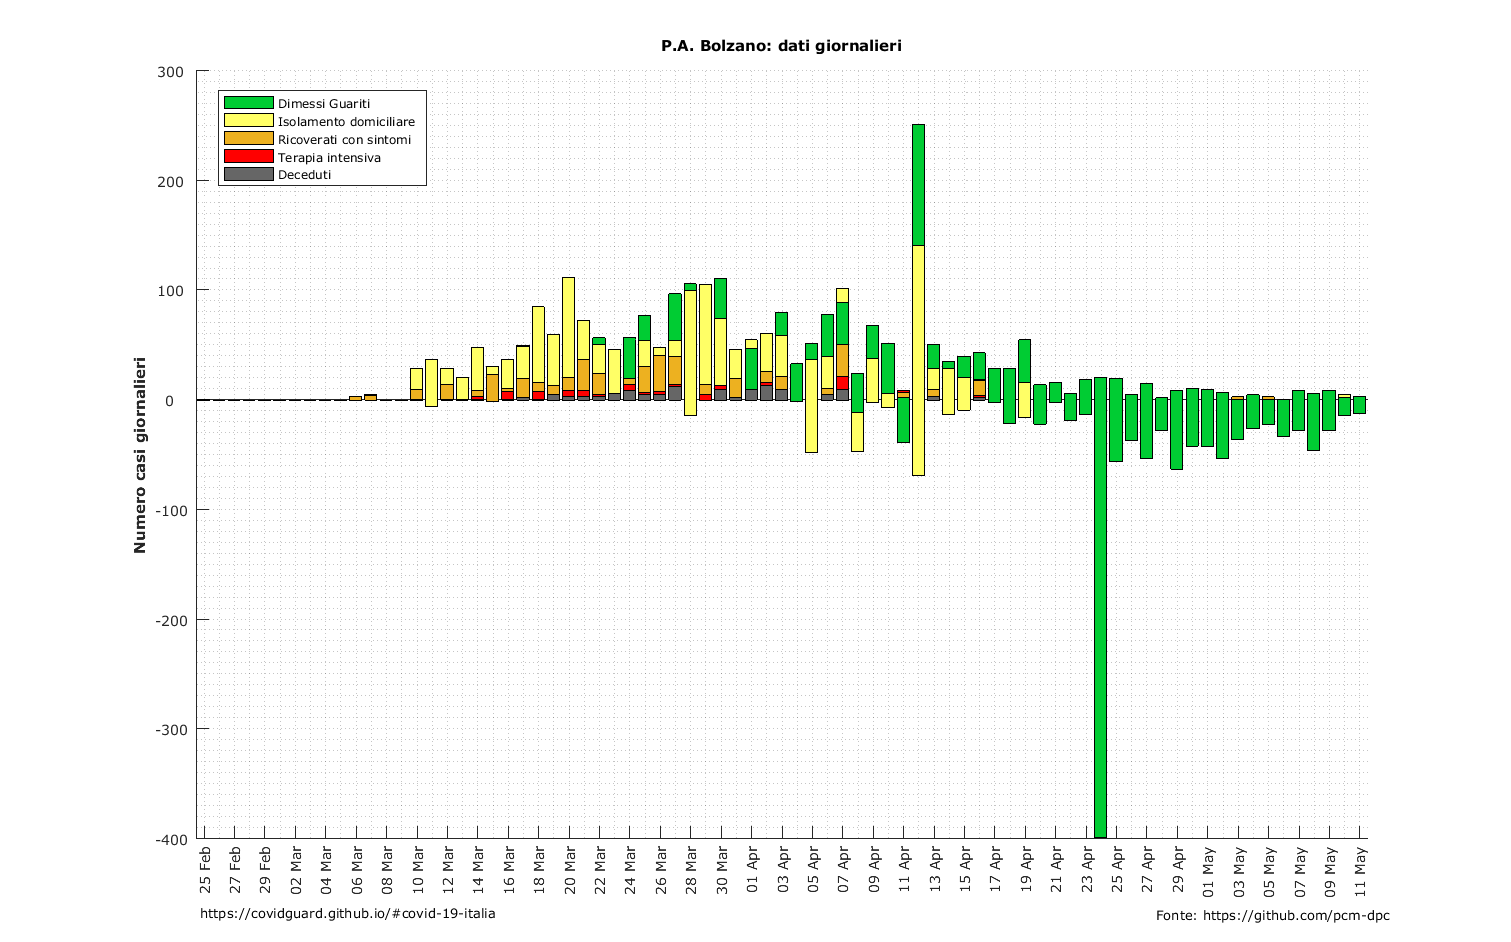 P.A. Bolzano: dati giornalieri
300
200
100
0
-100
-200
-300
-400
Numero casi giornalieri
Dimessi Guariti
Isolamento domiciliare
Ricoverati con sintomi
Terapia intensiva
Deceduti
25 Feb
27 Feb
29 Feb
02 Mar
04 Mar
06 Mar
08 Mar
10 Mar
12 Mar
14 Mar
16 Mar
18 Mar
20 Mar
22 Mar
24 Mar
26 Mar
28 Mar
30 Mar
01 Apr
03 Apr
05 Apr
07 Apr
09 Apr
11 Apr
13 Apr
15 Apr
17 Apr
19 Apr
21 Apr
23 Apr
25 Apr
27 Apr
29 Apr
01 May
03 May
05 May
07 May
09 May
11 May
https://covidguard.github.io/#covid-19-italia
Fonte: https://github.com/pcm-dpc